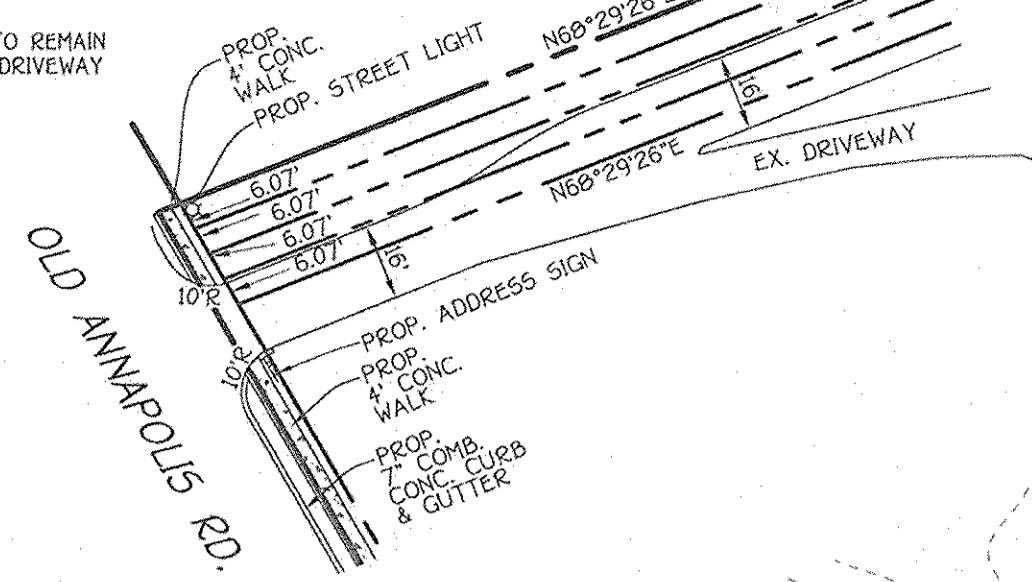 TO REMAIN
DRIVEWAY
PROP.
4' CONC.
WALK
PROP. STREET LIGHT
N68°29'26"E
16'
EX. DRIVEWAY
N68°29'26"E
6.07'
6.07'
6.07'
6.07'
16'
10'R
OLD ANNAPOLIS RD.
10'R
PROP. ADDRESS SIGN
PROP.
4' CONC.
WALK
PROP.
7" COMB.
CONC. CURB
& GUTTER